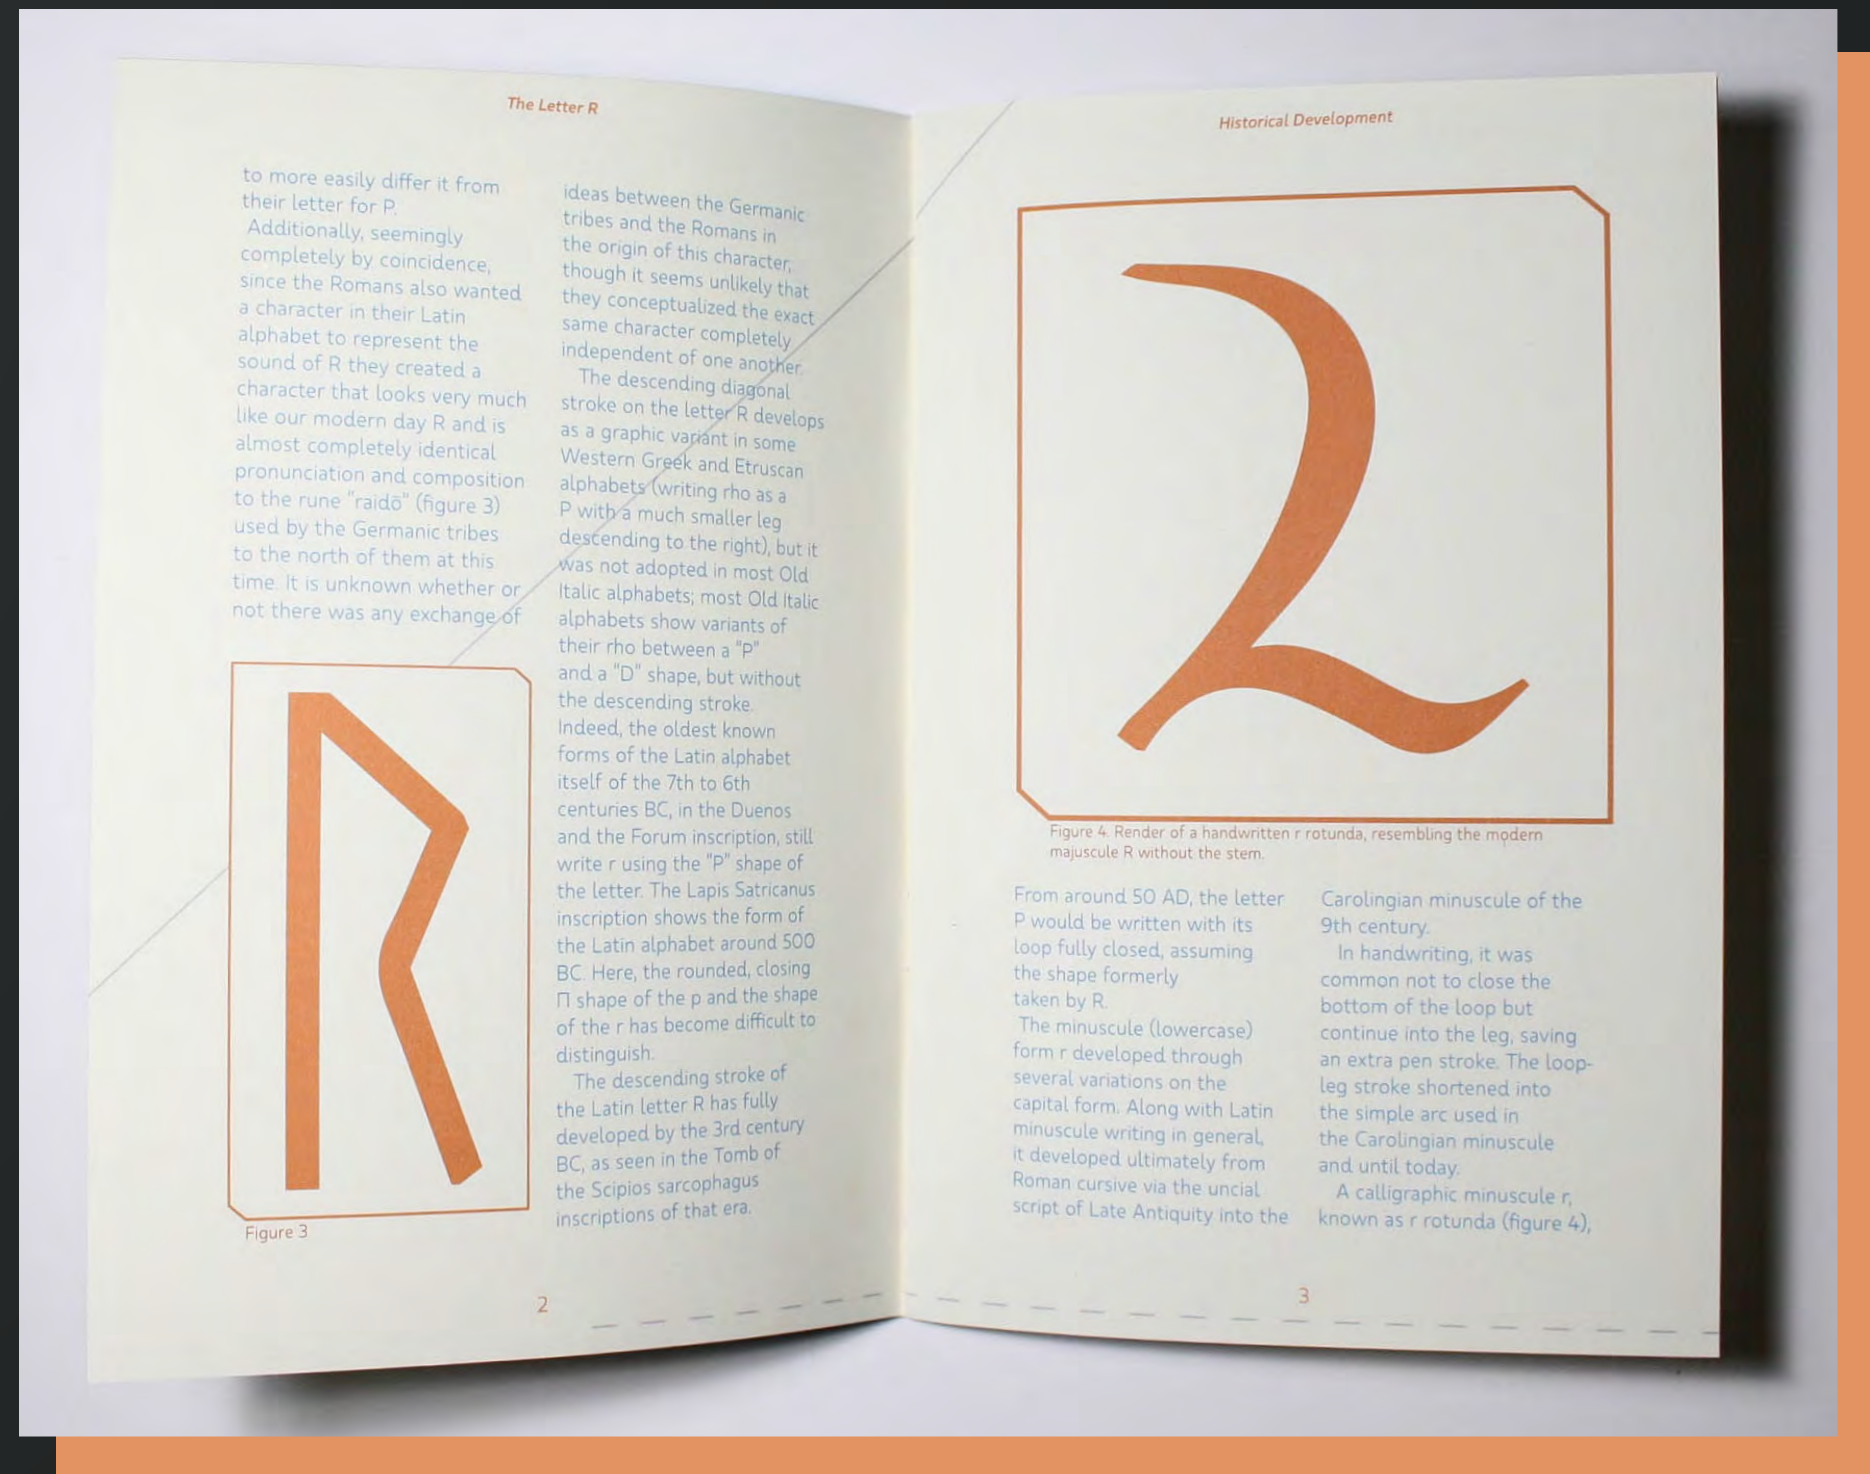 The Letter R
to more easily differ it from
their letter for P.
Additionally, seemingly
completely by coincidence,
since the Romans also wanted
a character in their Latin
alphabet to represent the
sound of R they created a
character that looks very much
like our modern day R and is
almost completely identical
pronunciation and composition
to the rune "raidō" (figure 3)
used by the Germanic tribes
to the north of them at this
time. It is unknown whether or
not there was any exchange of
Figure 3
ideas between the Germanic
tribes and the Romans in
the origin of this character,
though it seems unlikely that
they conceptualized the exact
same character completely
independent of one another.
The descending diagonal
stroke on the letter R develops
as a graphic variant in some
Western Greek and Etruscan
alphabets (writing rho as a
P with a much smaller leg
descending to the right), but it
was not adopted in most Old
Italic alphabets; most Old Italic
alphabets show variants of
their rho between a "P"
and a "D" shape, but without
the descending stroke.
Indeed, the oldest known
forms of the Latin alphabet
itself of the 7th to 6th
centuries BC, in the Duenos
and the Forum inscription, still
write r using the "P" shape of
the letter. The Lapis Satricanus
inscription shows the form of
the Latin alphabet around 500
BC. Here, the rounded, closing
Π shape of the p and the shape
of the r has become difficult to
distinguish.
The descending stroke of
the Latin letter R has fully
developed by the 3rd century
BC, as seen in the Tomb of
the Scipios sarcophagus
inscriptions of that era.
2
Historical Development
Figure 4. Render of a handwritten r rotunda, resembling the modern
majuscule R without the stem.
From around 50 AD, the letter
P would be written with its
loop fully closed, assuming
the shape formerly
taken by R.
The minuscule (lowercase)
form r developed through
several variations on the
capital form. Along with Latin
minuscule writing in general,
it developed ultimately from
Roman cursive via the uncial
script of Late Antiquity into the
Carolingian minuscule of the
9th century.
In handwriting, it was
common not to close the
bottom of the loop but
continue into the leg, saving
an extra pen stroke. The loop-
leg stroke shortened into
the simple arc used in
the Carolingian minuscule
and until today.
A calligraphic minuscule r,
known as r rotunda (figure 4),
3